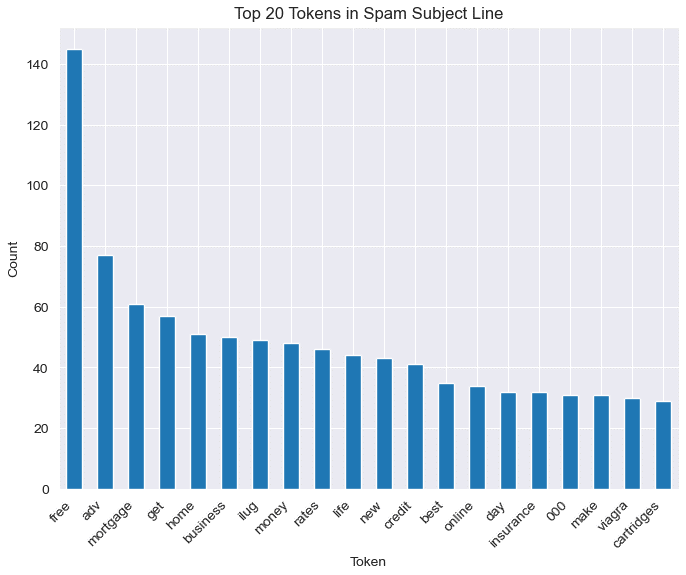 Top 20 Tokens in Spam Subject Line
Count
140
120
100
80
60
40
20
0
free
adv
mortgage
get
home
business
ilug
money
rates
life
new
credit
best
online
day
insurance
000
make
viagra
cartridges
Token